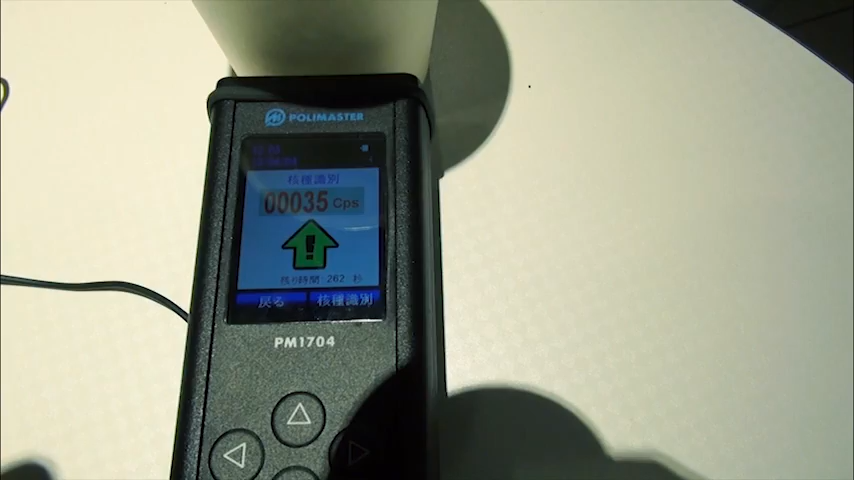 POLIMASTER
核種識別
00035 Cps
残り時間: 262 秒
戻る 核種識別
PM1704